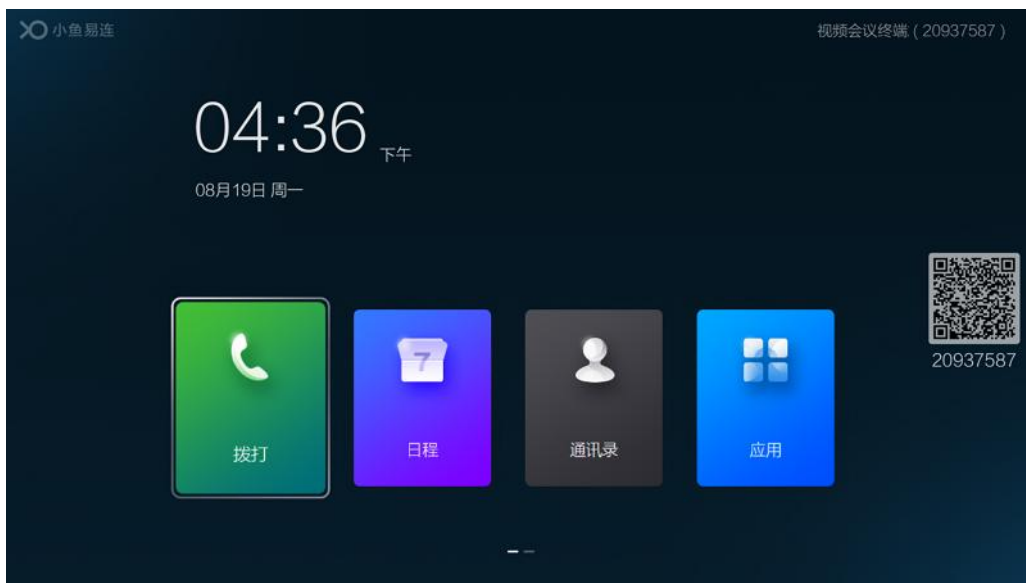 小鱼易连
视频会议终端 ( 20937587 )
04:36 下午
08月19日 周一
20937587
7
拨打
日程
通讯录
应用